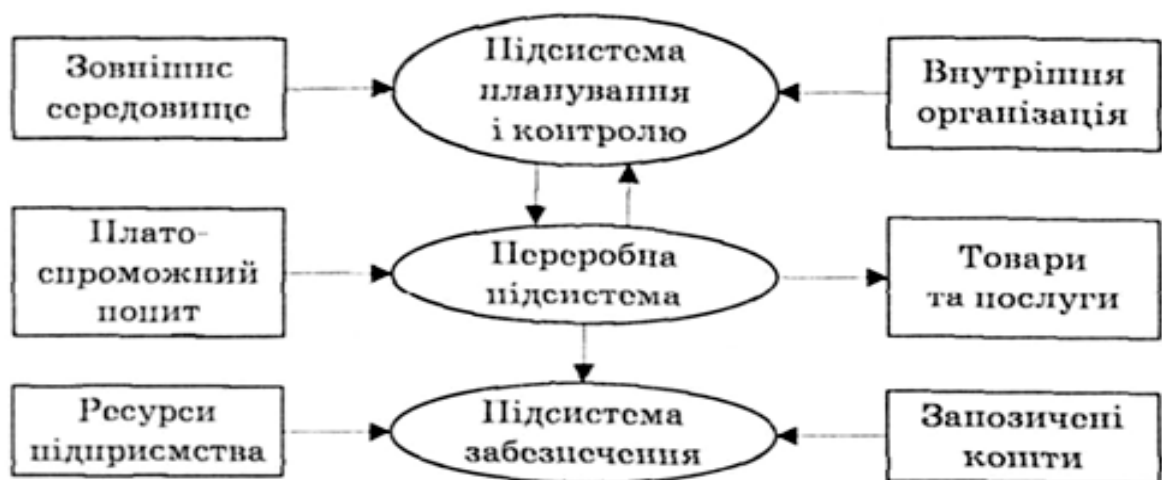 Зовнішнє
середовище
Підсистема
планування
і контролю
Внутрішня
організація
Плато-
спроможний
попит
Переробна
підсистема
Товари
та послуги
Ресурси
підприємства
Підсистема
забезпечення
Запозичені
кошти